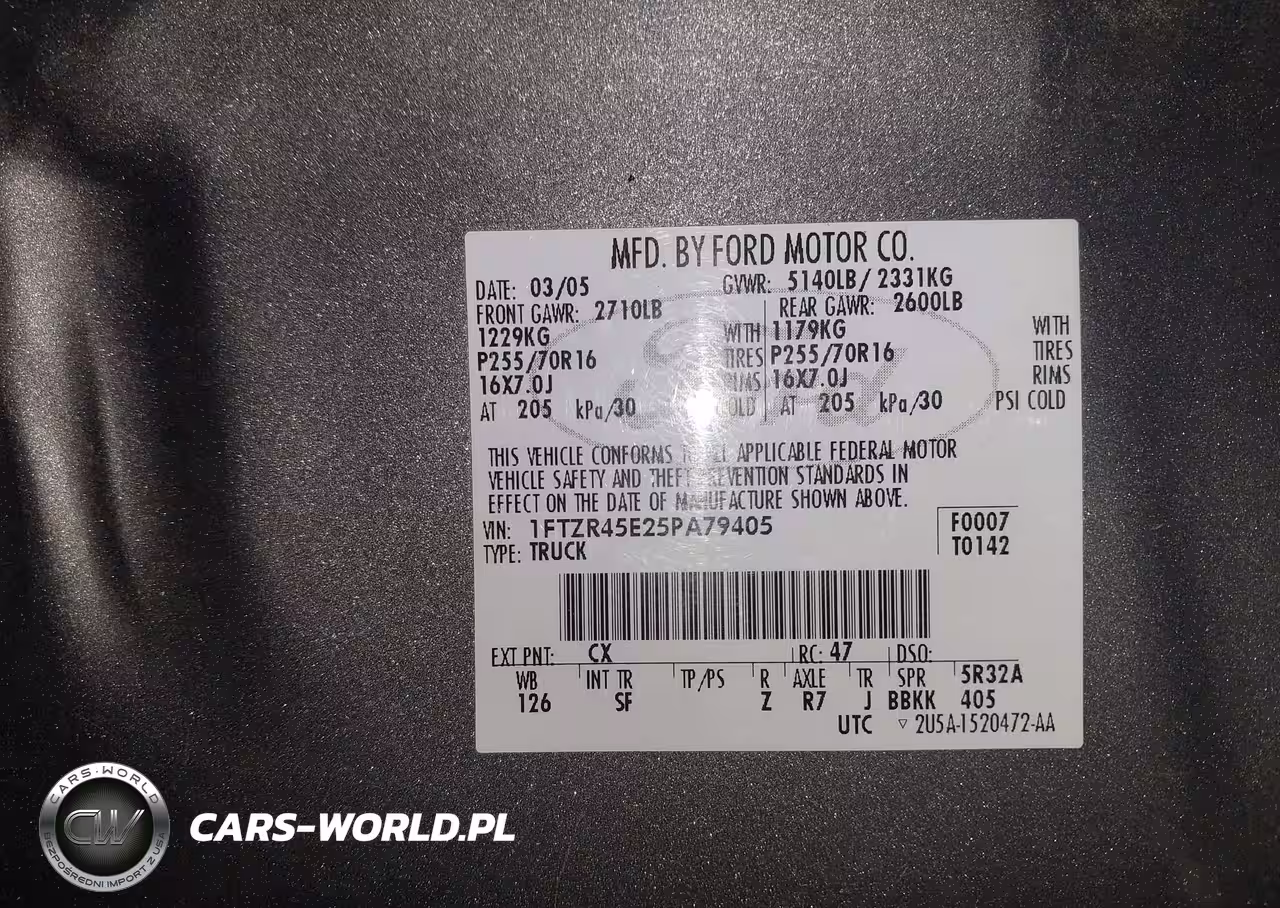 MFD. BY FORD MOTOR CO.
DATE: 03/05 GVWR: 5140LB/ 2331KG
FRONT GAWR: 2710LB REAR GAWR: 2600LB
1229KG WITH 1179KG WITH
P255/70R16 TIRES P255/70R16 TIRES
16X7.0J RIMS 16X7.0J RIMS
AT 205 kPa/30 COLD AT 205 kPa/30 PSI COLD
THIS VEHICLE CONFORMS APPLICABLE FEDERAL MOTOR
VEHICLE SAFETY AND THEFT PREVENTION STANDARDS IN
EFFECT ON THE DATE OF MANUFACTURE SHOWN ABOVE.
VIN: 1FTZR45E25PA79405 F0007
TYPE: TRUCK T0142
EXT PNT: CX RC: 47 DSO:
WB INT TR TP/PS R AXLE TR SPR 5R32A
126 SF Z R7 J BBKK 405
UTC ▽ 2U5A-1520472-AA
CARS-WORLD
CW
BEZPOŚREDNI IMPORT Z USA
CARS-WORLD.PL